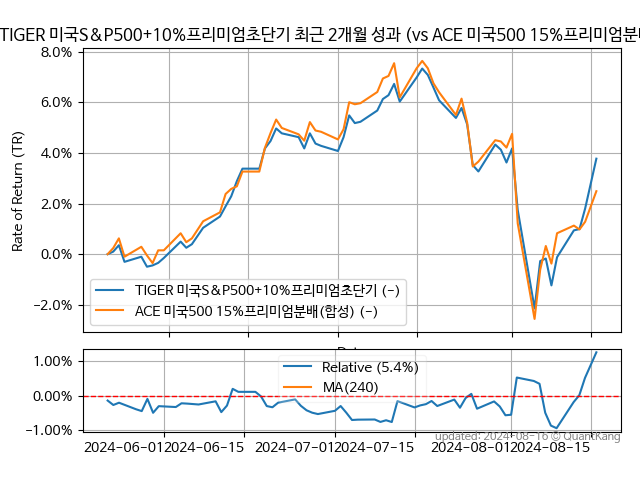 TIGER 미국S&P500+10%프리미엄초단기 최근 2개월 성과 (vs ACE 미국500 15%프리미엄분배
8.0%
6.0%
4.0%
2.0%
0.0%
−2.0%
Rate of Return (TR)
TIGER 미국S&P500+10%프리미엄초단기 (-)
ACE 미국500 15%프리미엄분배(합성) (-)
1.00%
0.00%
−1.00%
Relative (5.4%)
MA(240)
updated: 2024-08-16 © QuantKang
2024-06-01 2024-06-15 2024-07-01 2024-07-15 2024-08-01 2024-08-15